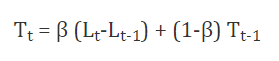 Tₜ = β (Lₜ-Lₜ₋₁) + (1-β) Tₜ₋₁